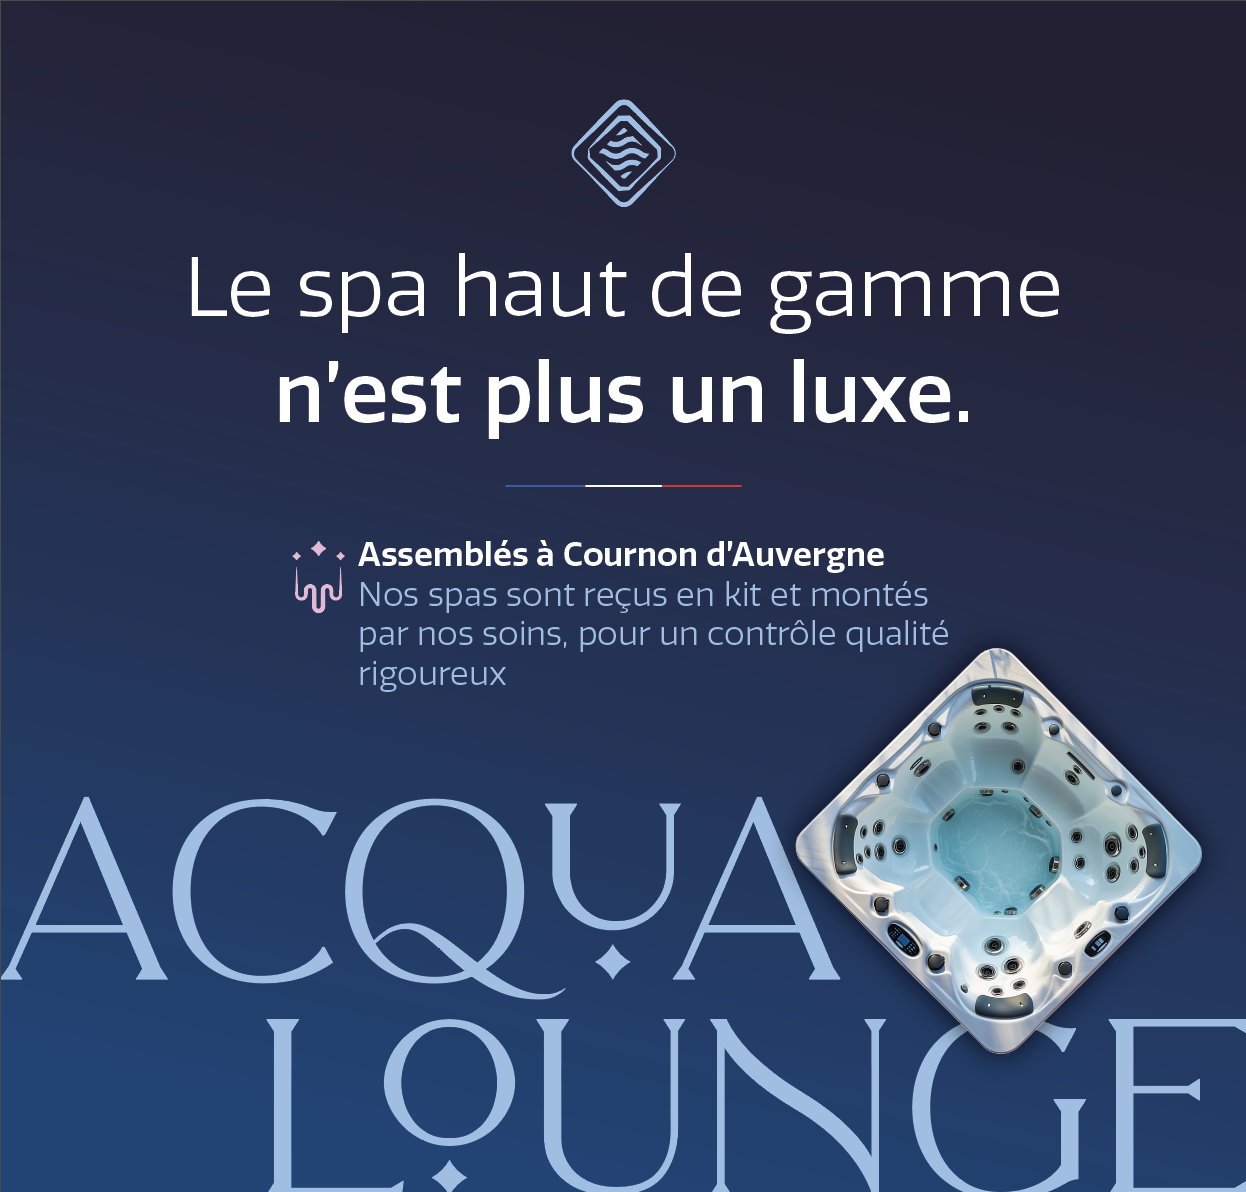 Le spa haut de gamme
n'est plus un luxe.
Assemblés à Cournon d'Auvergne
Nos spas sont reçus en kit et montés
par nos soins, pour un contrôle qualité
rigoureux
ACQUA
LOUNGE